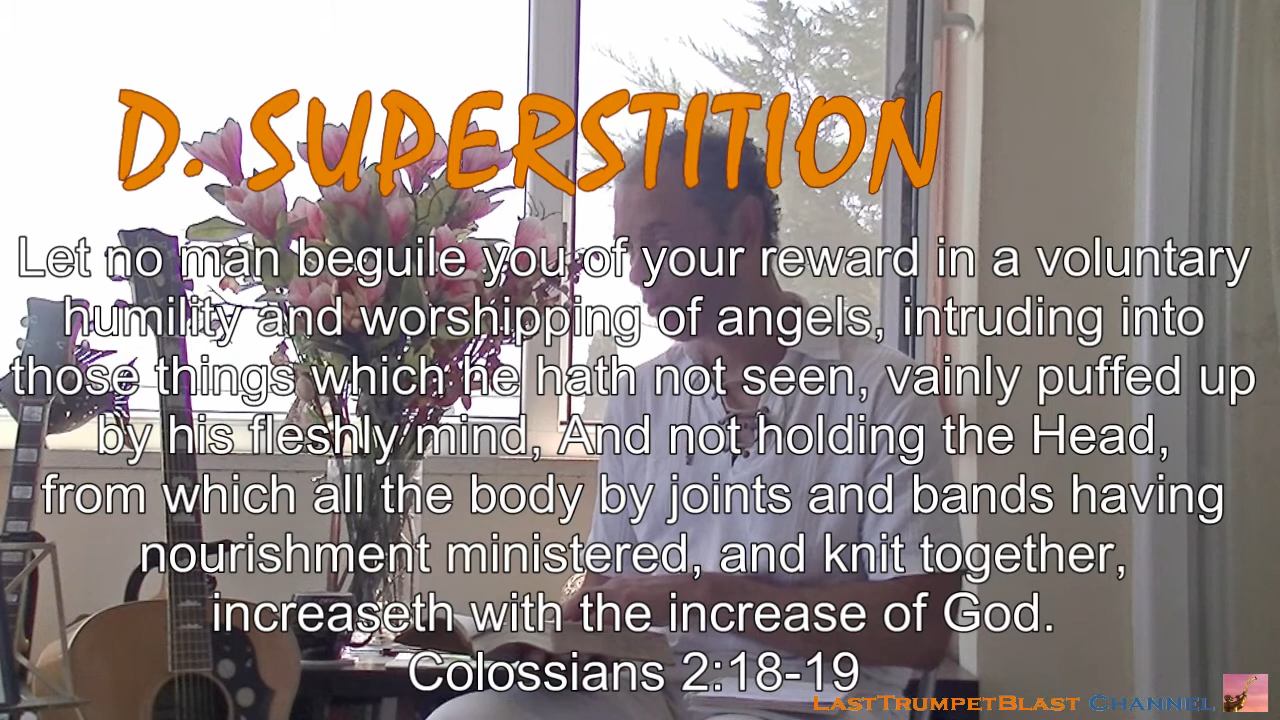 D. SUPERSTITION
Let no man beguile you of your reward in a voluntary
humility and worshipping of angels, intruding into
those things which he hath not seen, vainly puffed up
by his fleshly mind, And not holding the Head,
from which all the body by joints and bands having
nourishment ministered, and knit together,
increaseth with the increase of God.
Colossians 2:18-19
LastTrumpetBlast Channel